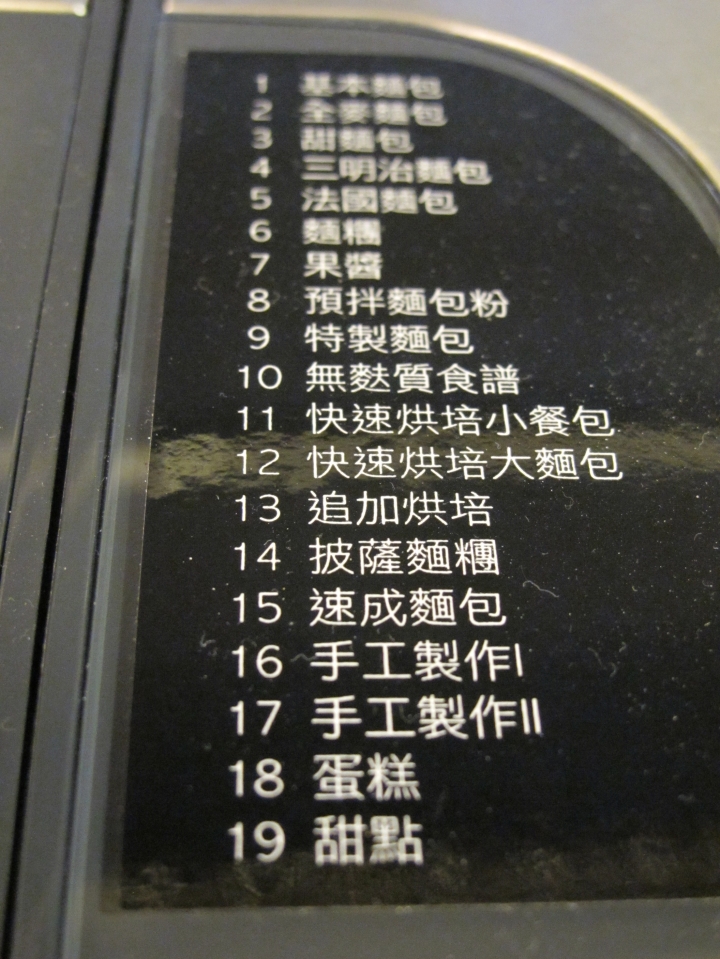 1 基本麵包
2 全麥麵包
3 甜麵包
4 三明治麵包
5 法國麵包
6 麵糰
7 果醬
8 預拌麵包粉
9 特製麵包
10 無麩質食譜
11 快速烘培小餐包
12 快速烘培大麵包
13 追加烘培
14 披薩麵糰
15 速成麵包
16 手工製作I
17 手工製作II
18 蛋糕
19 甜點